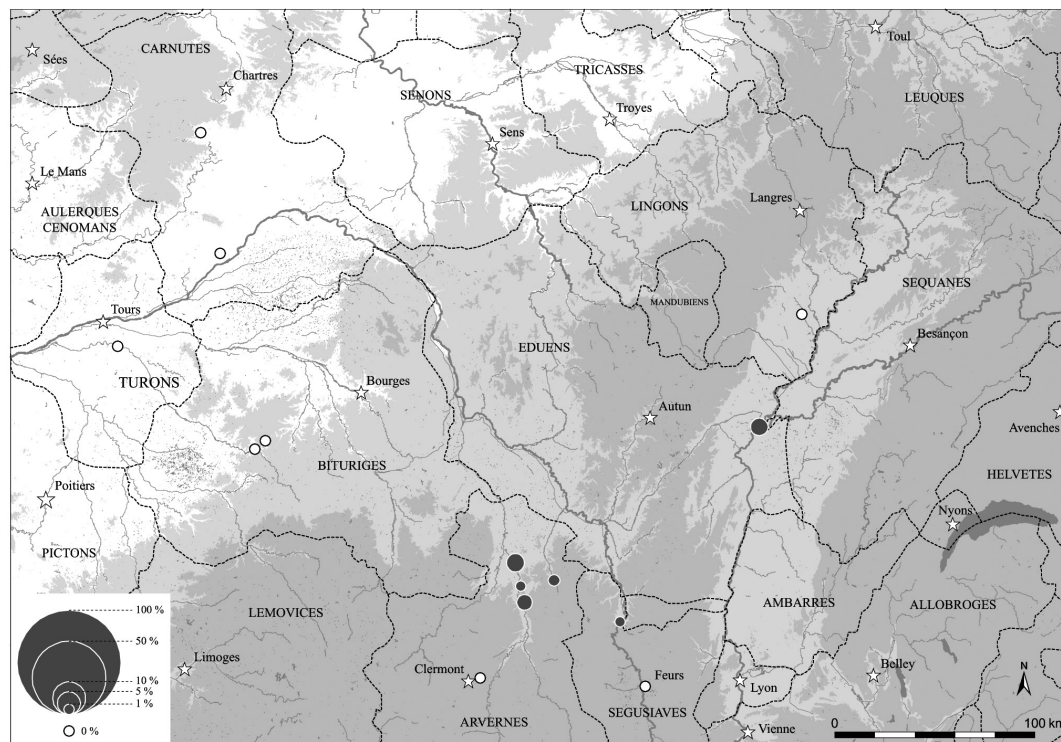 CARNUTES
Sées
Chartres
SENONS
TRICASSES
Troyes
Toul
LEUQUES
Sens
Le Mans
AULERQUES
CENOMANS
LINGONS
Langres
Tours
TURONS
MANDUBIENS
SEQUANES
Besançon
EDUENS
Bourges
Autun
Avenches
HELVETES
BITURIGES
Poitiers
PICTONS
Nyons
LEMOVICES
AMBARRES
ALLOBROGES
100 %
50 %
10 %
5 %
1 %
0 %
Limoges
Clermont
ARVERNES
Feurs
SEGUSIAVES
Lyon
Vienne
Belley
N
0
100 km